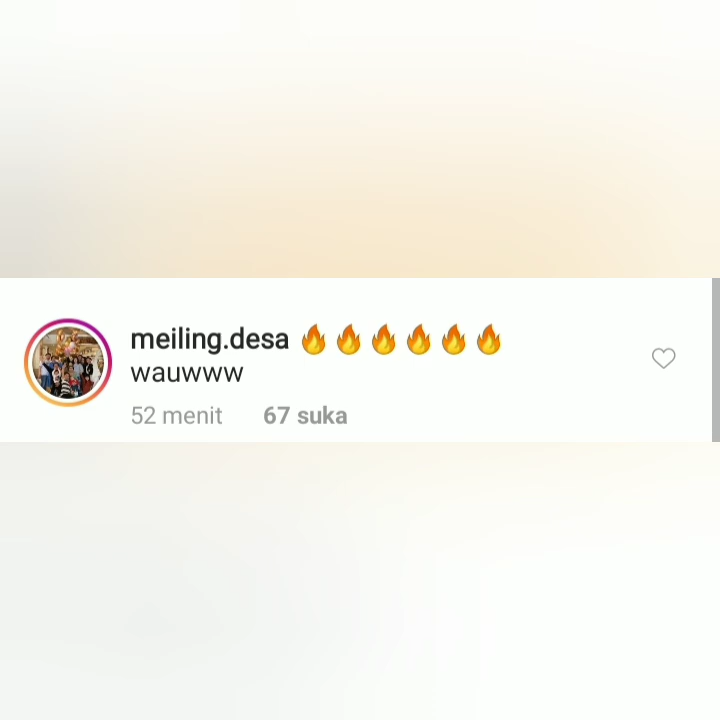 meiling.desa 🔥🔥🔥🔥🔥🔥
wauwww
52 menit 67 suka